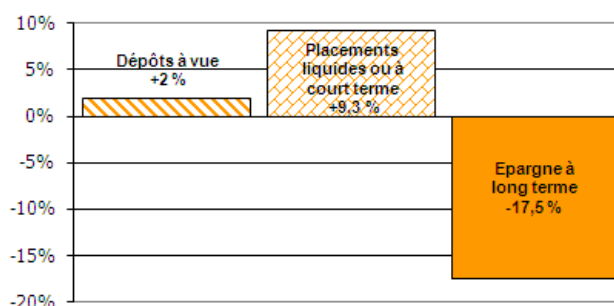 10%
5%
0%
-5%
-10%
-15%
-20%
Dépôts à vue
+2 %
Placements
liquides ou à
court terme
+9,3 %
Epargne à
long terme
-17,5 %